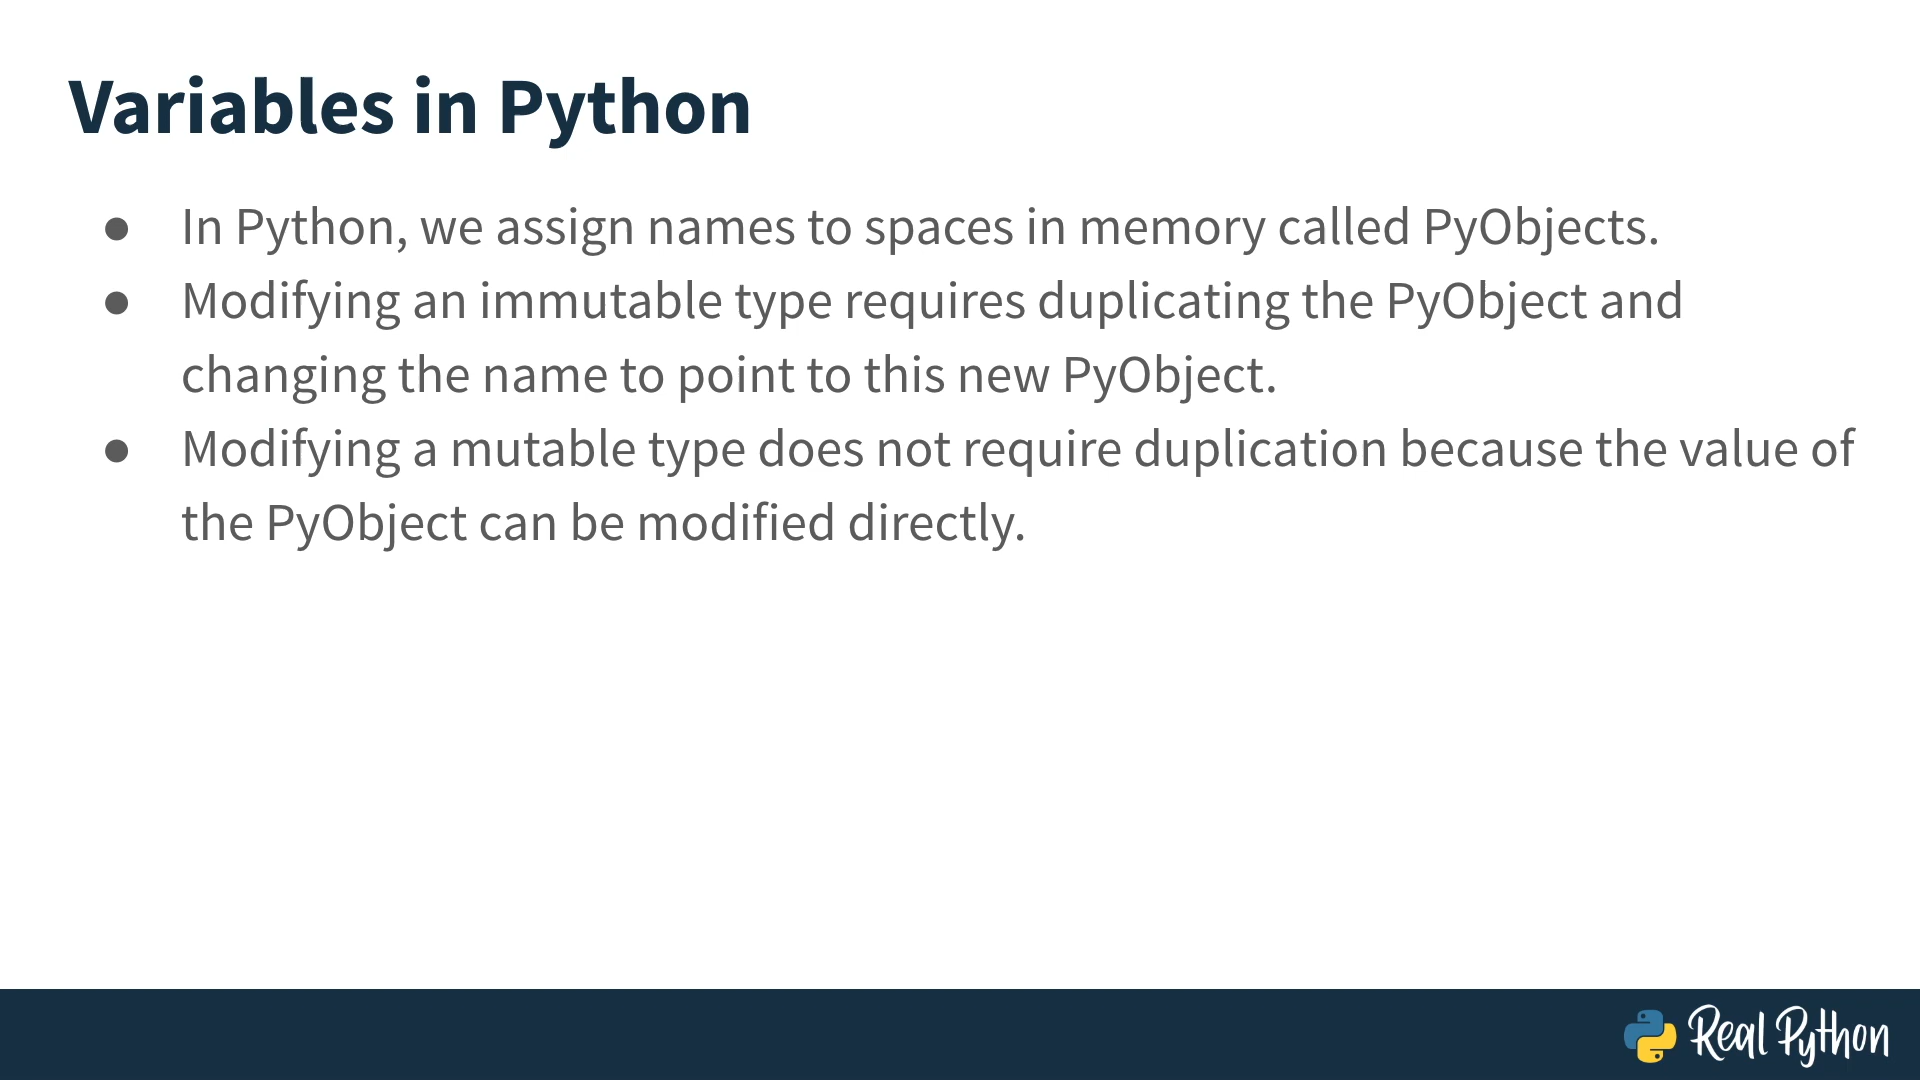 Variables in Python
● In Python, we assign names to spaces in memory called PyObjects.
● Modifying an immutable type requires duplicating the PyObject and
changing the name to point to this new PyObject.
● Modifying a mutable type does not require duplication because the value of
the PyObject can be modified directly.
Real Python